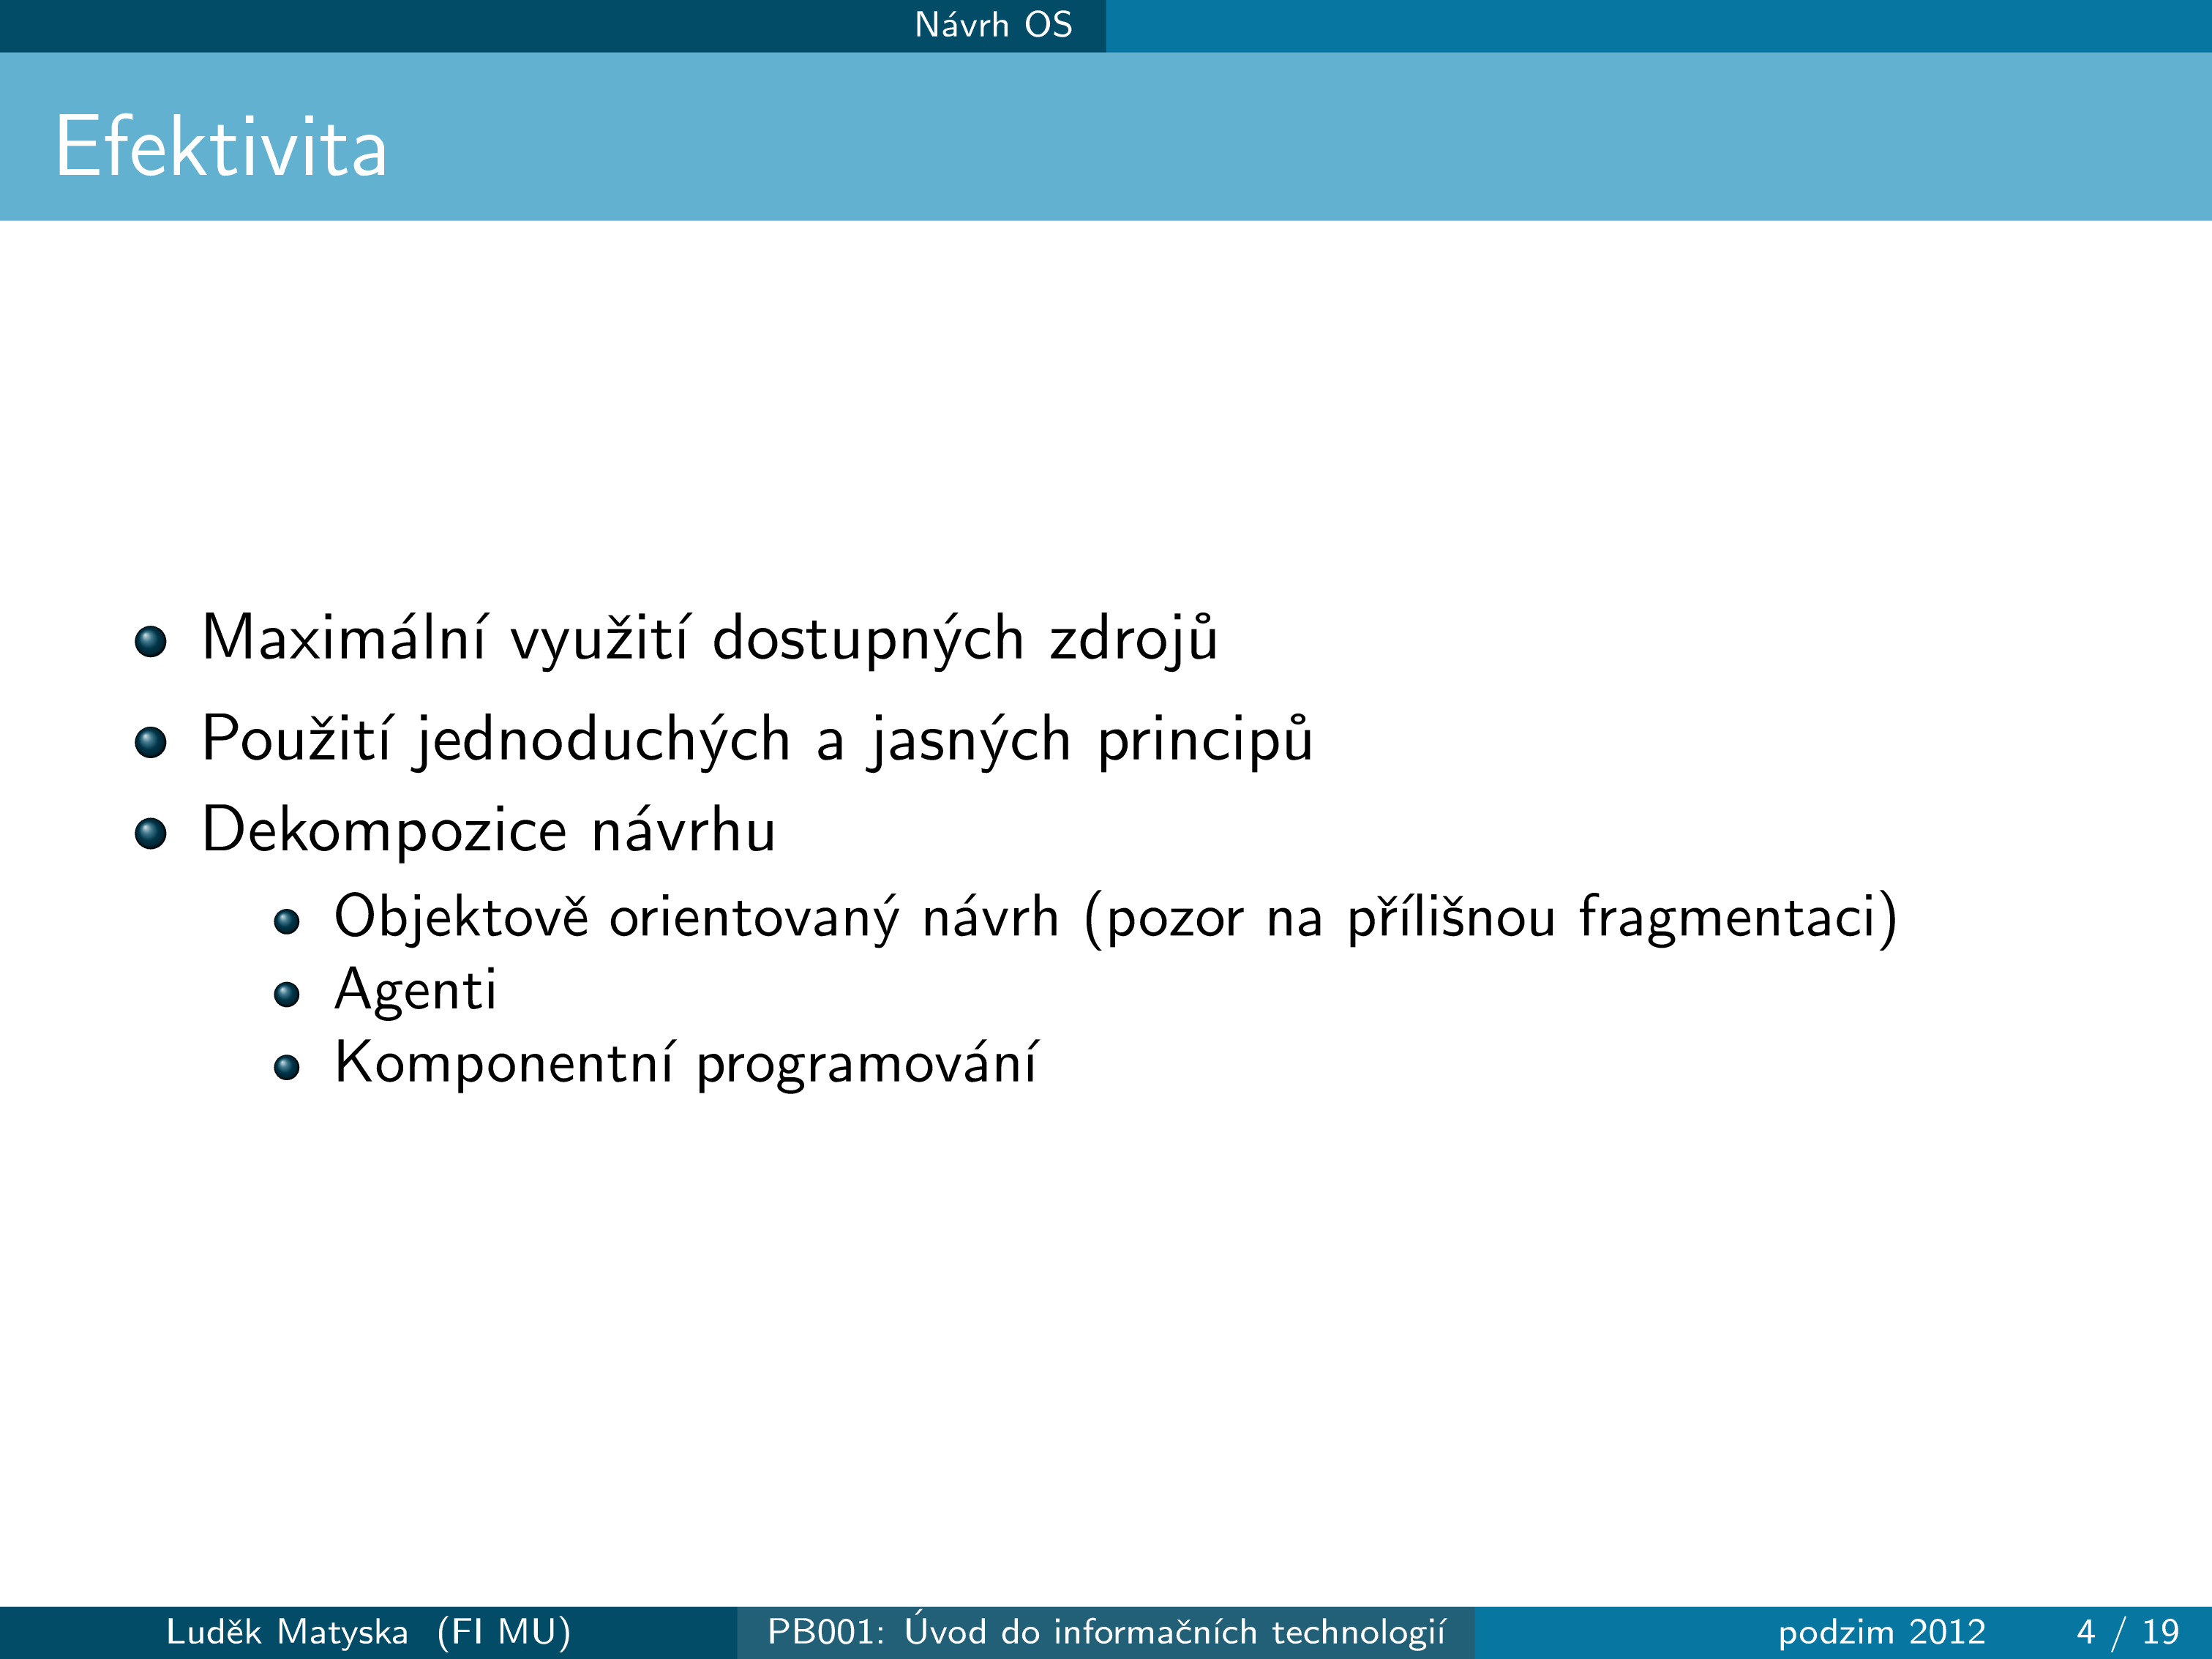 Návrh OS
Efektivita
Maximální využití dostupných zdrojů
Použití jednoduchých a jasných principů
Dekompozice návrhu
Objektově orientovaný návrh (pozor na přílišnou fragmentaci)
Agenti
Komponentní programování
Luděk Matyska (FI MU) PB001: Úvod do informačních technologií podzim 2012 4 / 19